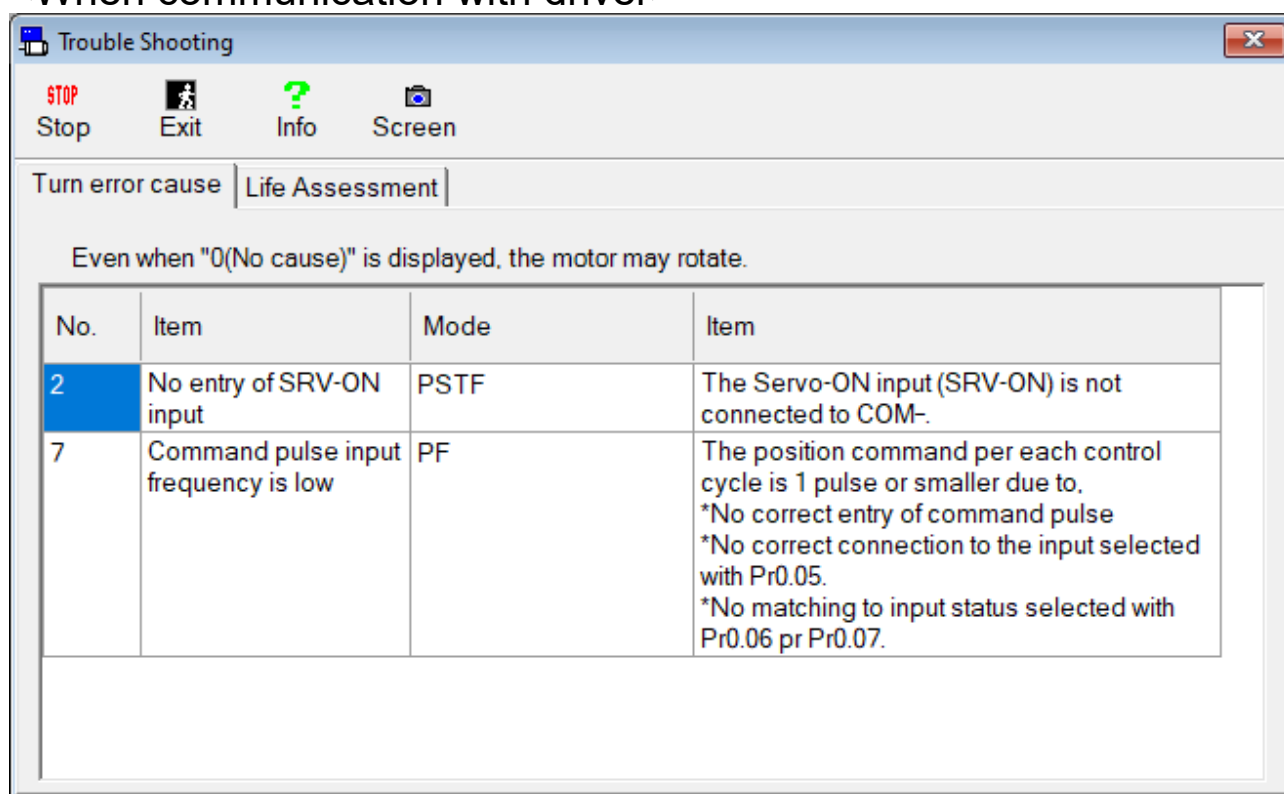 When communication with driver
Trouble Shooting
STOP
Stop Exit Info Screen
Turn error cause Life Assessment
Even when "0(No cause)" is displayed, the motor may rotate.
No. Item Mode Item
2 No entry of SRV-ON PSTF The Servo-ON input (SRV-ON) is not
input connected to COM-.
7 Command pulse input PF The position command per each control
frequency is low cycle is 1 pulse or smaller due to,
*No correct entry of command pulse
*No correct connection to the input selected
with Pr0.05.
*No matching to input status selected with
Pr0.06 pr Pr0.07.